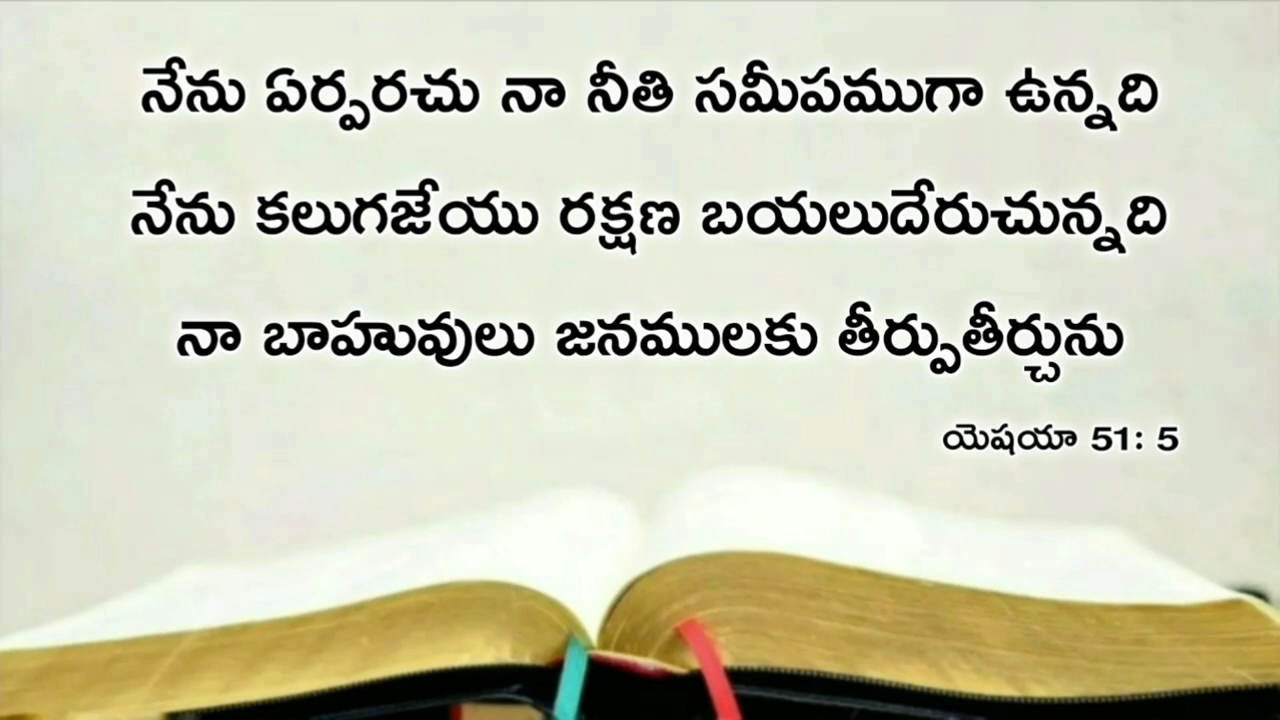 నేను ఏర్పరచు నా నీతి సమీపముగా ఉన్నది
నేను కలుగజేయు రక్షణ బయలుదేరుచున్నది
నా బాహువులు జనములకు తీర్పుతీర్చును
యెషయా 51: 5